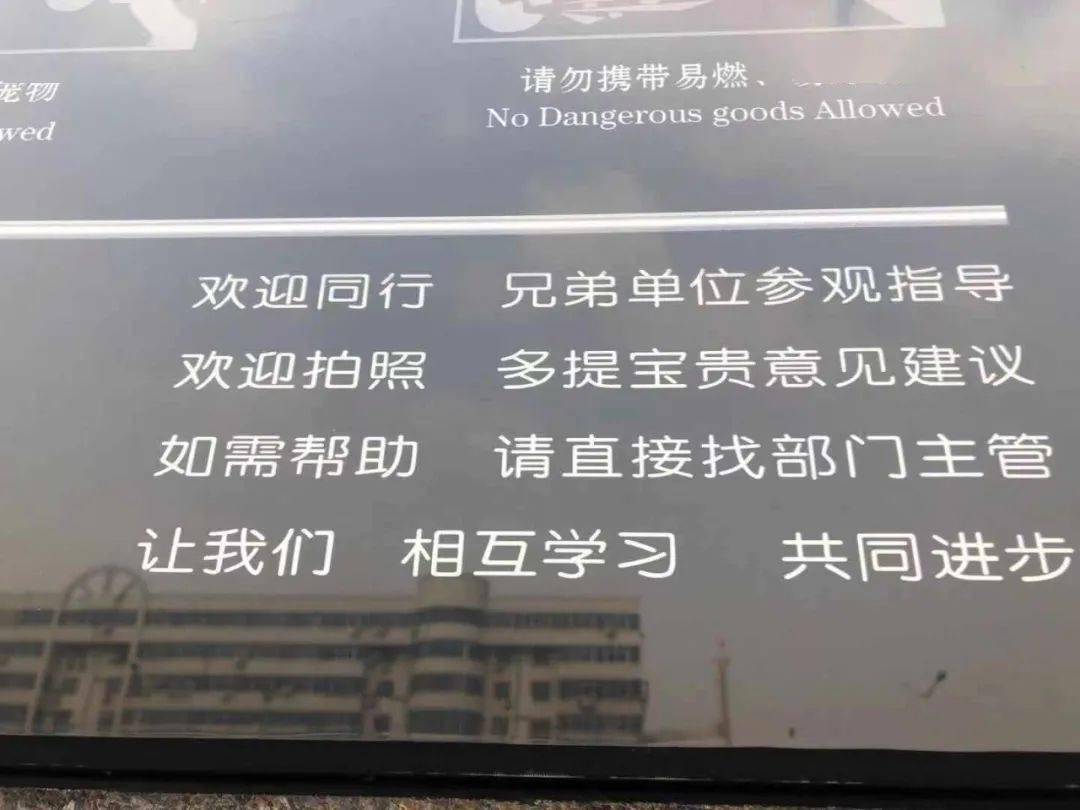 宠物
wed
请勿携带易燃、
No Dangerous goods Allowed
欢迎同行 兄弟单位参观指导
欢迎拍照 多提宝贵意见建议
如需帮助 请直接找部门主管
让我们 相互学习 共同进步